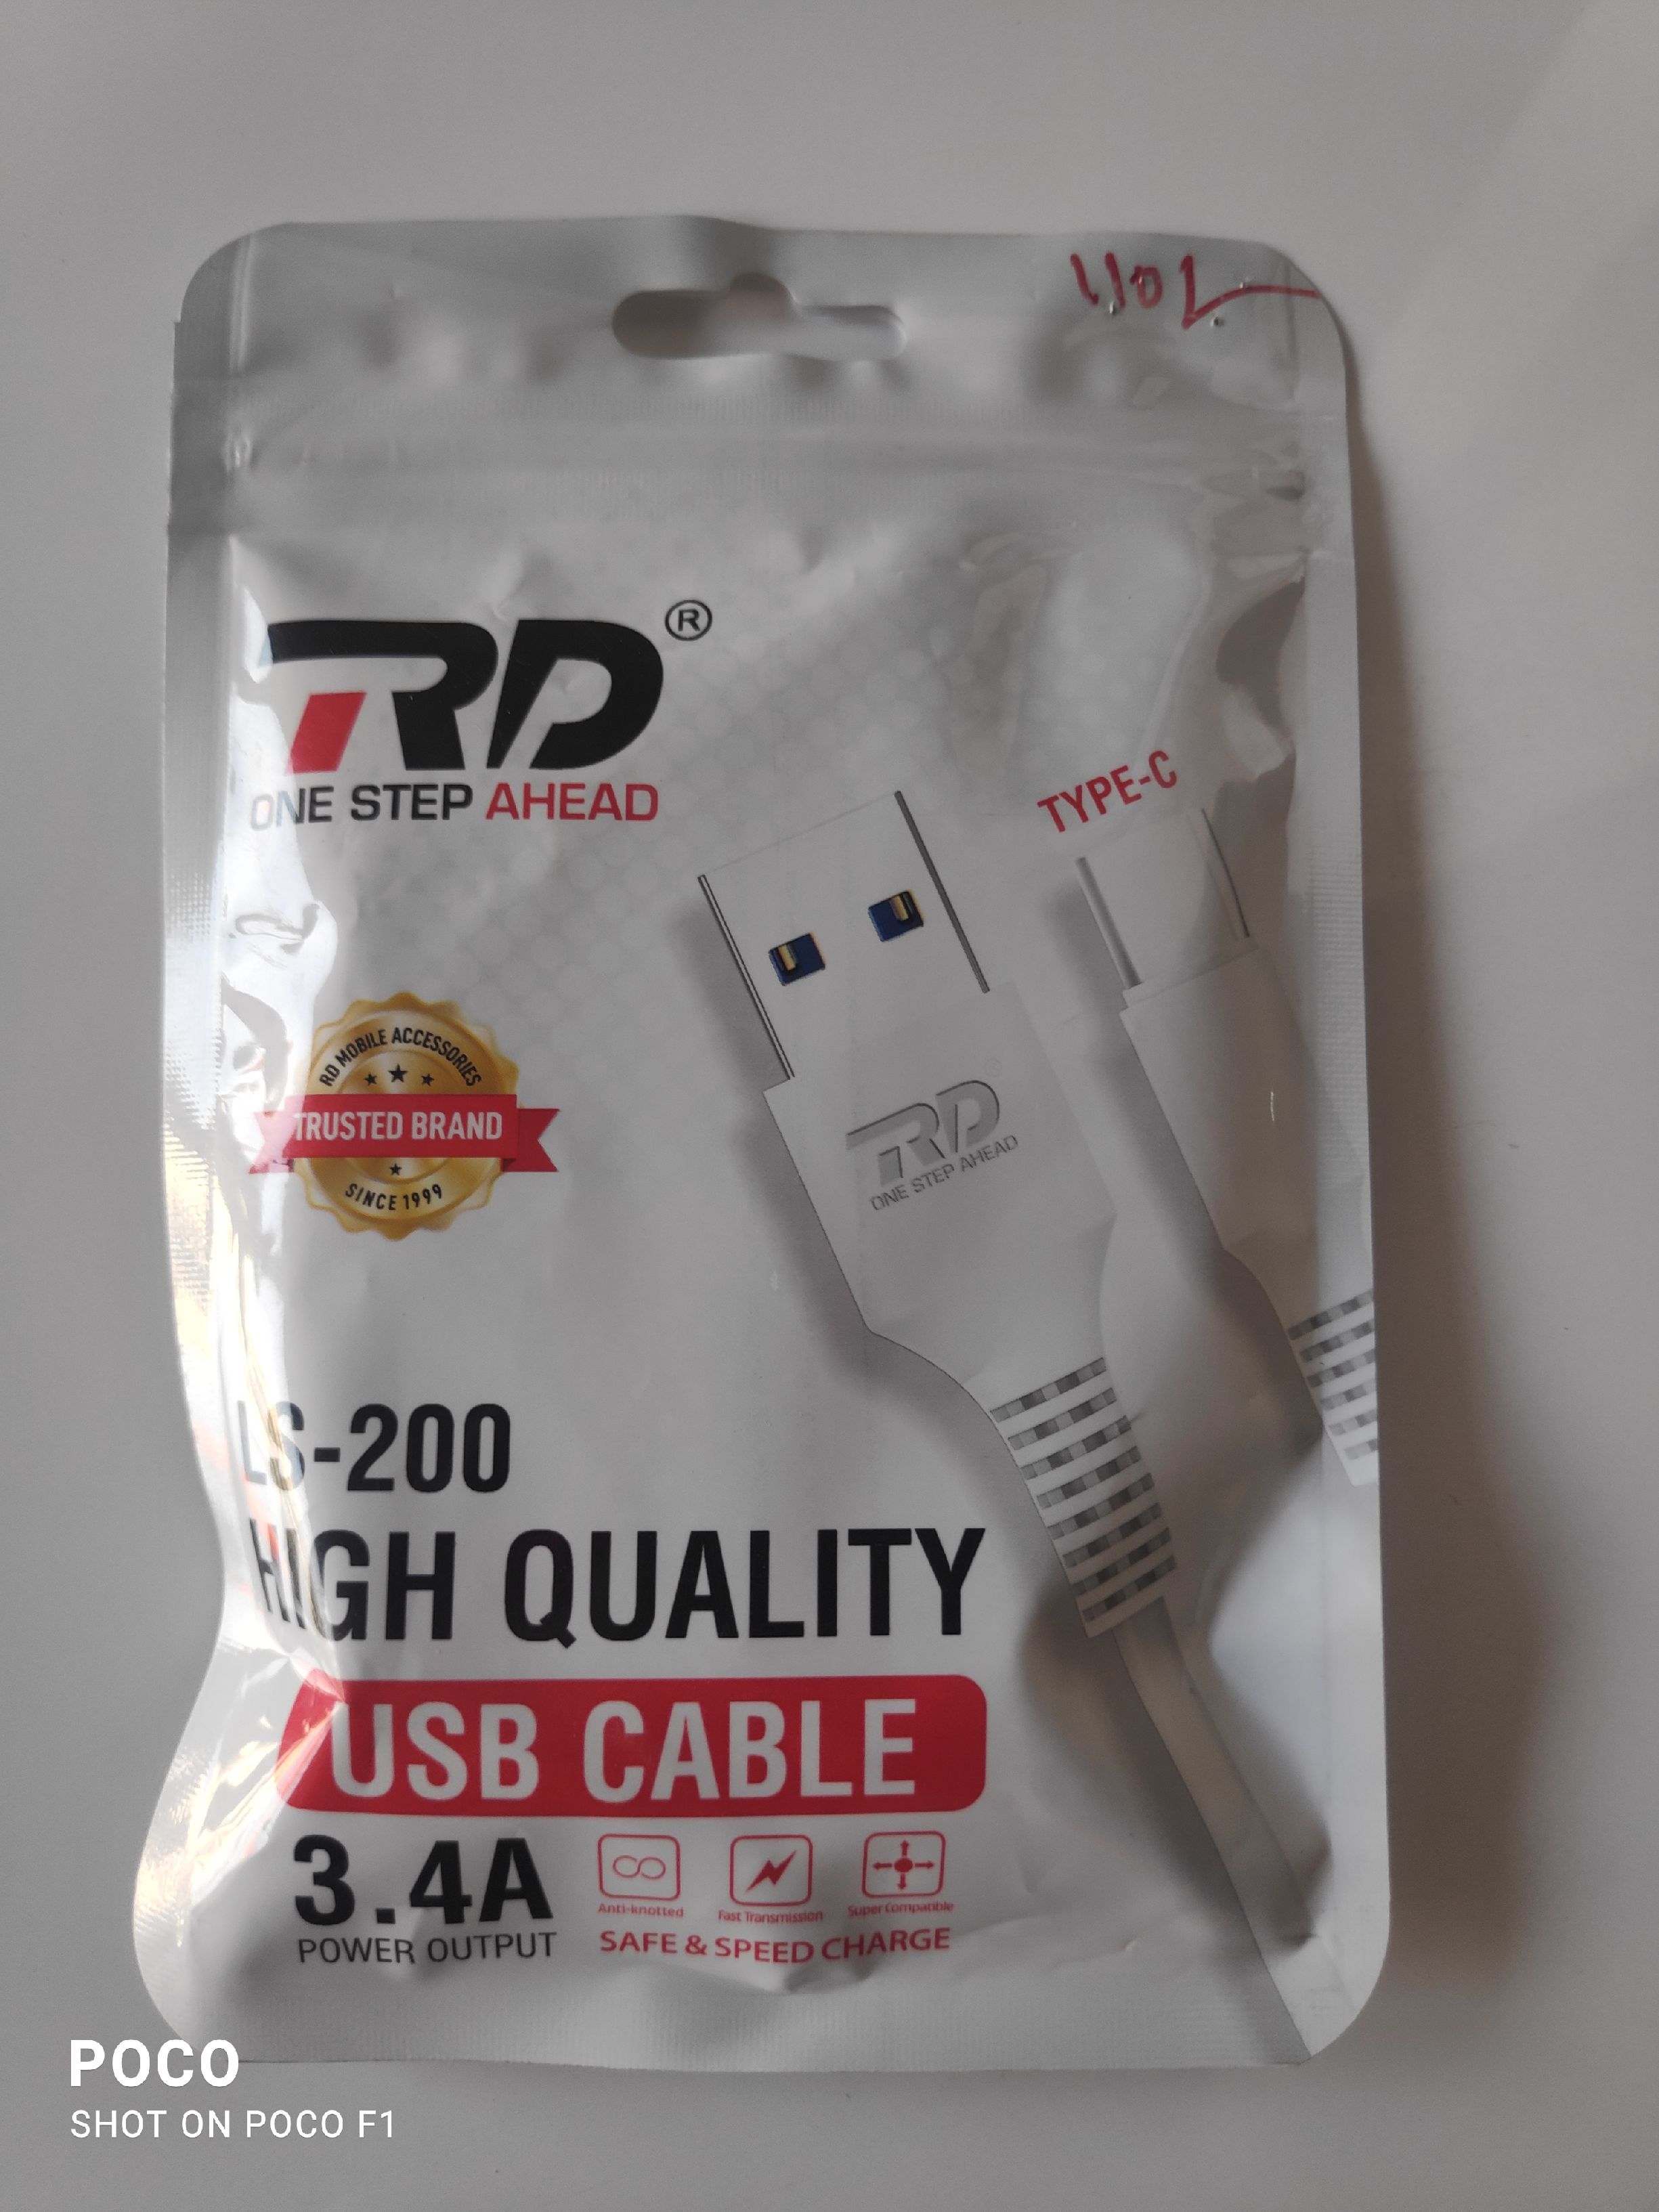 RD®
ONE STEP AHEAD
TYPE-C
RD
ONE STEP AHEAD
RD MOBILE ACCESSORIES
TRUSTED BRAND
SINCE 1999
LS-200
HIGH QUALITY
USB CABLE
3.4A
POWER OUTPUT
Anti-knotted
Fast Transmission
Super Compatible
SAFE & SPEED CHARGE
POCO
SHOT ON POCO F1